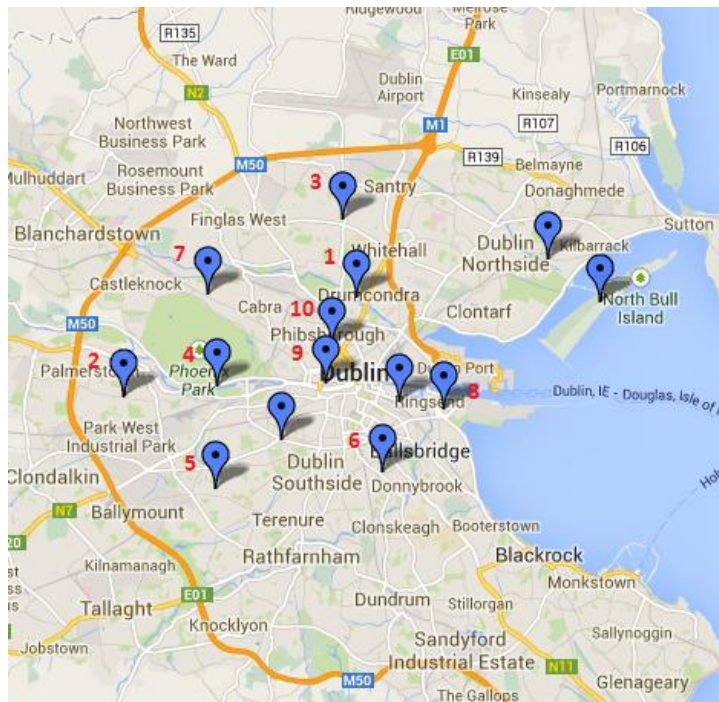 Ridgewood
Melrose
Park
R135
E01
The Ward
Dublin
Airport
Kinsealy
Portmarnock
N2
Northwest
Business Park
M1
R107
R106
M50
R139
Mulhuddart
Rosemount
Business Park
Belmayne
3
Santry
Donaghmede
Finglas West
Sutton
Blanchardstown
Whitehall
Dublin
Northside
Kilbarrack
7
1
Castleknock
Drumcondra
North Bull
Island
Cabra
10
Clontarf
M50
Phibsborough
9
2
4
Palmerstown
Phoenix
Park
Dublin
Dublin Port
8
Dublin, IE - Douglas, Isle of
Ringsend
Park West
Industrial Park
6
Ballsbridge
5
Dublin
Southside
Donnybrook
Clondalkin
N7
Ballymount
Terenure
Clonskeagh
Booterstown
20
Rathfarnham
Blackrock
Kilnamanagh
Monkstown
E01
Tallaght
Dundrum
Stillorgan
Knocklyon
Sallynoggin
Jobstown
Sandyford
Industrial Estate
N11
M50
Glenageary
The Gallops